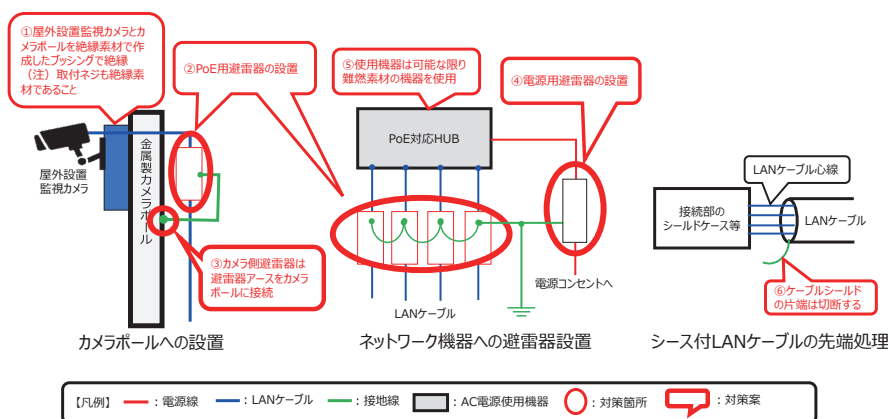 ①屋外設置監視カメラとカ
メラポールを絶縁素材で作
成したブッシングで絶縁
（注）取付ネジも絶縁素
材であること
②PoE用避雷器の設置
⑤使用機器は可能な限り
難燃素材の機器を使用
④電源用避雷器の設置
PoE対応HUB
屋外設置
監視カメラ
金属製カメラポール
③カメラ側避雷器は
避雷器アースをカメラ
ポールに接続
LANケーブル
電源コンセントへ
LANケーブル心線
接続部の
シールドケース等
LANケーブル
⑥ケーブルシールド
の片端は切断する
カメラポールへの設置
ネットワーク機器への避雷器設置
シース付LANケーブルの先端処理
【凡例】 ：電源線 ：LANケーブル ：接地線 ：AC電源使用機器 ：対策箇所 ：対策案